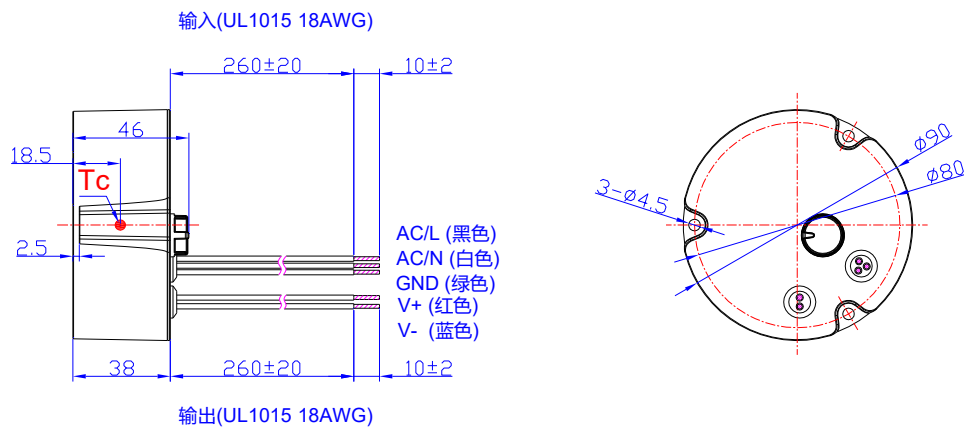 输入(UL1015 18AWG)
260±20
10±2
46
18.5
Tc
2.5
AC/L (黑色)
AC/N (白色)
GND (绿色)
V+ (红色)
V- (蓝色)
38
260±20
10±2
输出(UL1015 18AWG)
ø90
ø80
3-ø4.5